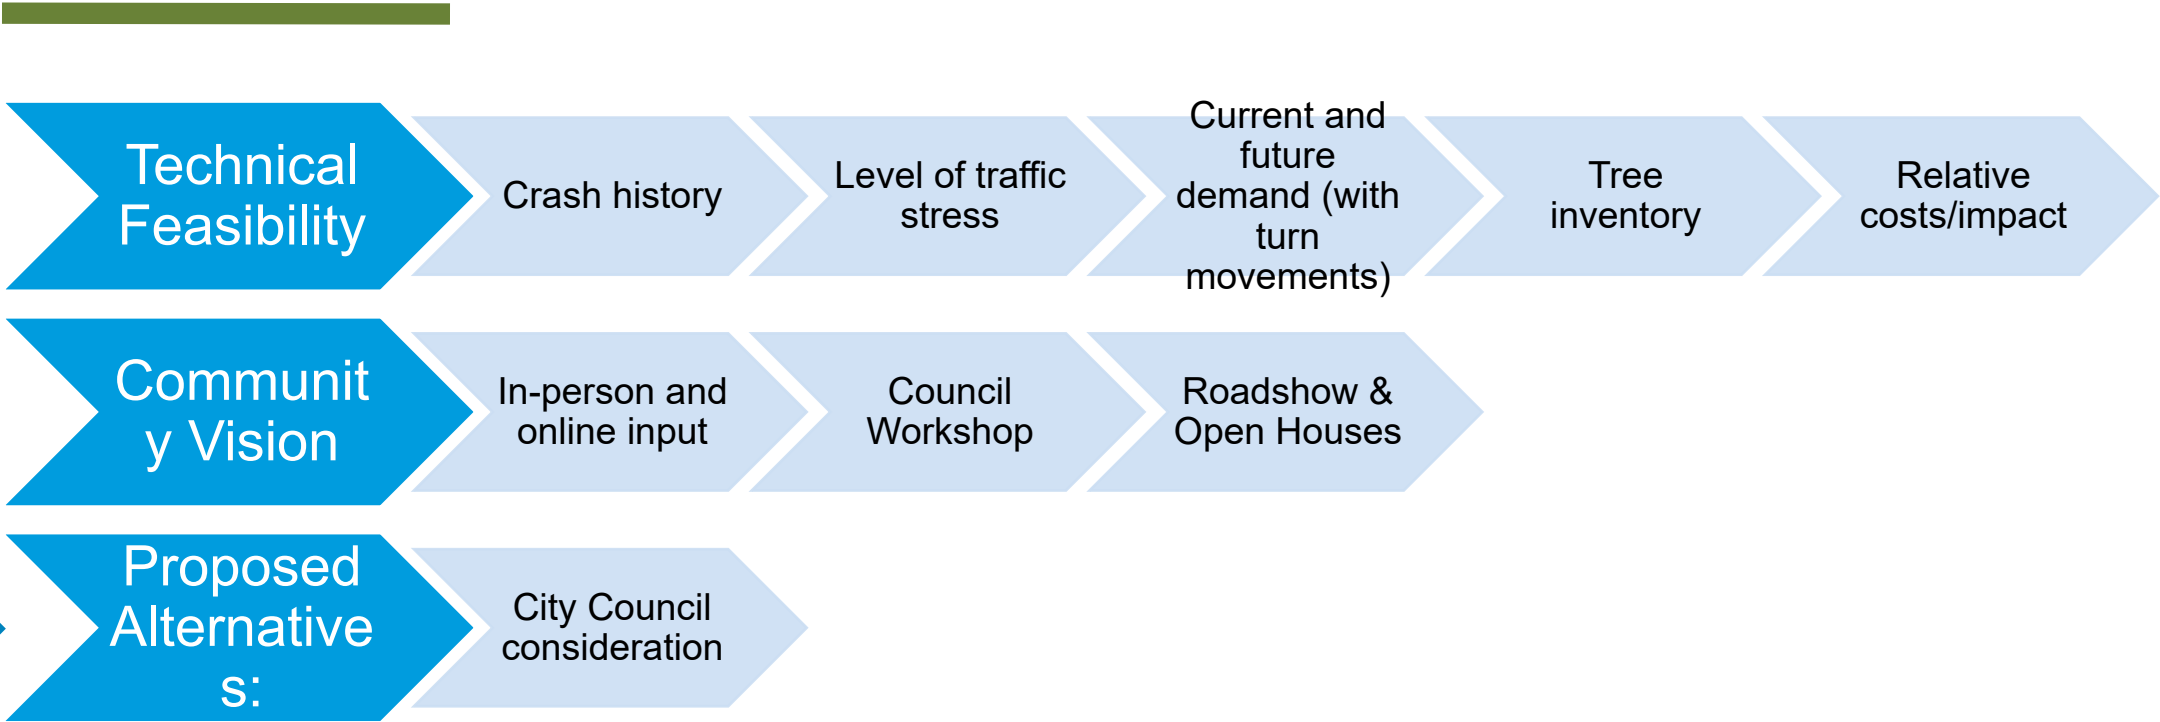 Technical
Feasibility
Crash history
Level of traffic
stress
Current and
future
demand (with
turn
movements)
Tree
inventory
Relative
costs/impact
Communit
y Vision
In-person and
online input
Council
Workshop
Roadshow &
Open Houses
Proposed
Alternative
s:
City Council
consideration